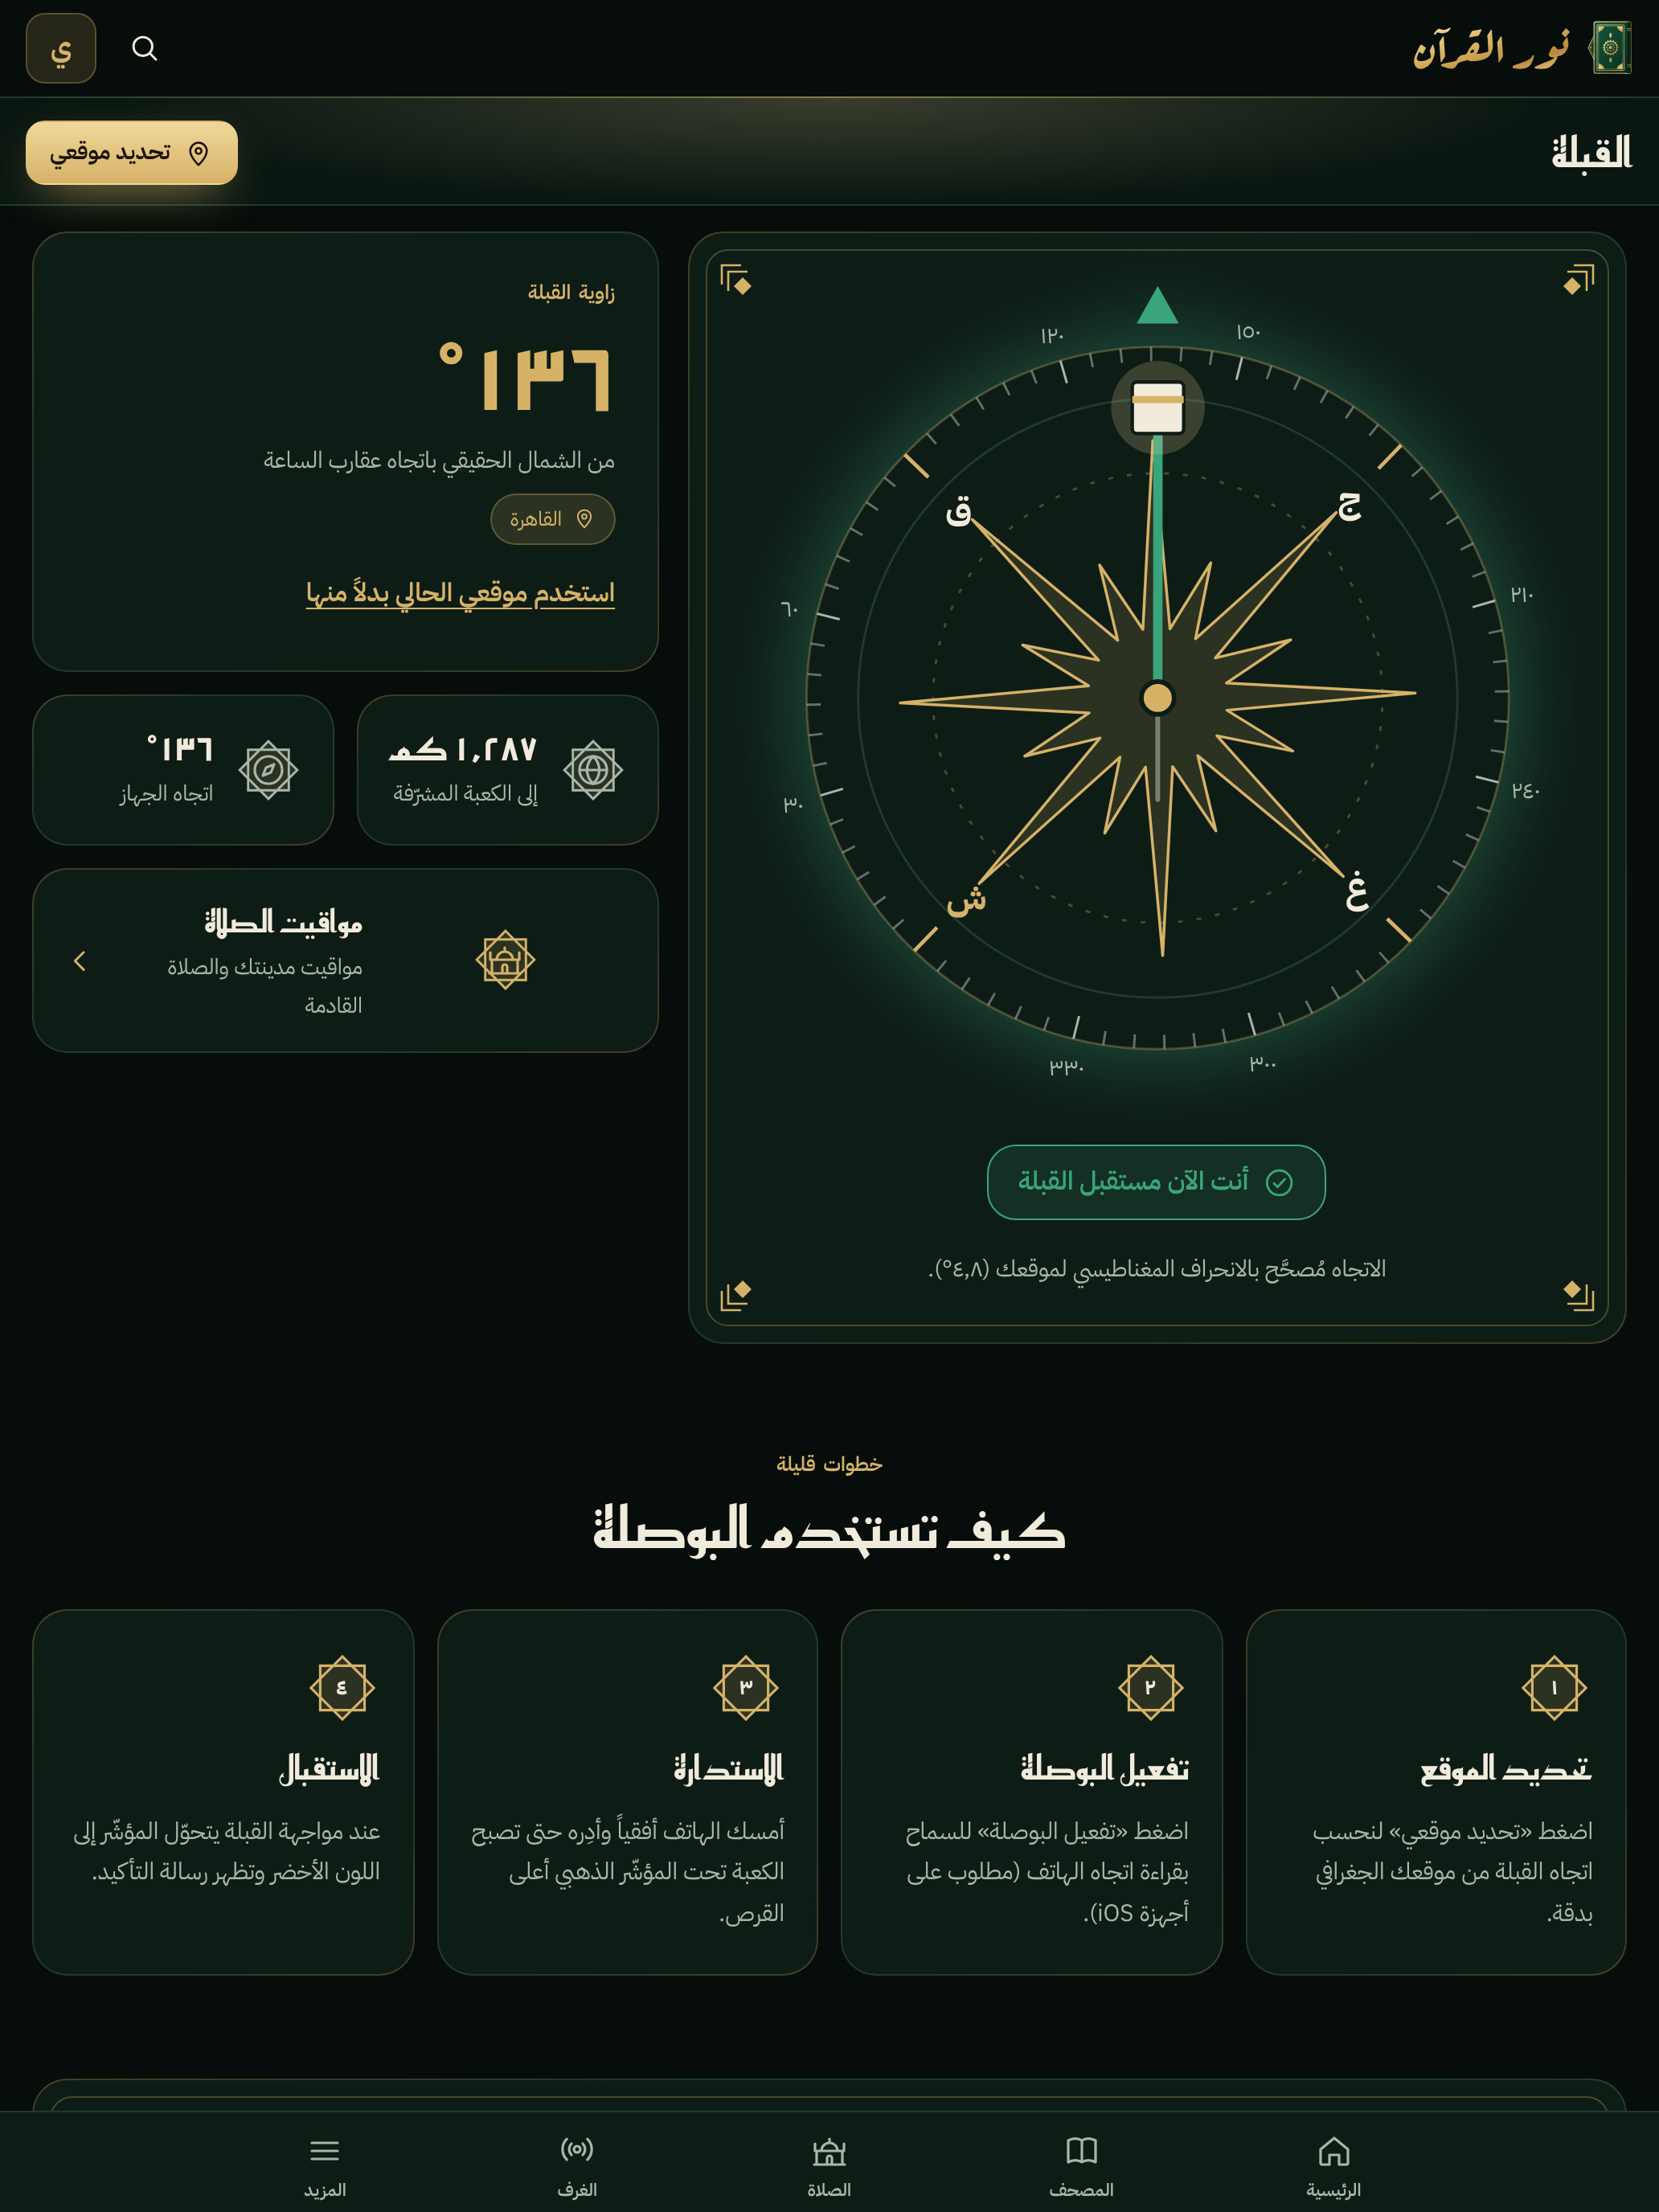 نور القرآن
ي
القبلة
تحديد موقعي
١٢٠
١٥٠
ق
ج
٦٠
٢١٠
٣٠
٢٤٠
ش
غ
٣٣٠
٣٠٠
أنت الآن مستقبل القبلة
الاتجاه مُصحَّح بالانحراف المغناطيسي لموقعك (٤٫٨°).
زاوية القبلة
١٣٦°
من الشمال الحقيقي باتجاه عقارب الساعة
القاهرة
استخدم موقعي الحالي بدلاً منها
١٬٢٨٧ كم
إلى الكعبة المشرّفة
١٣٦°
اتجاه الجهاز
مواقيت الصلاة
مواقيت مدينتك والصلاة
القادمة
خطوات قليلة
كيف تستخدم البوصلة
١
تحديد الموقع
اضغط «تحديد موقعي» لنحسب
اتجاه القبلة من موقعك الجغرافي
بدقة.
٢
تفعيل البوصلة
اضغط «تفعيل البوصلة» للسماح
بقراءة اتجاه الهاتف (مطلوب على
أجهزة iOS).
٣
الاستدارة
أمسك الهاتف أفقياً وأدِره حتى تصبح
الكعبة تحت المؤشّر الذهبي أعلى
القرص.
٤
الاستقبال
عند مواجهة القبلة يتحوّل المؤشّر إلى
اللون الأخضر وتظهر رسالة التأكيد.
الرئيسية
المصحف
الصلاة
الغرف
المزيد